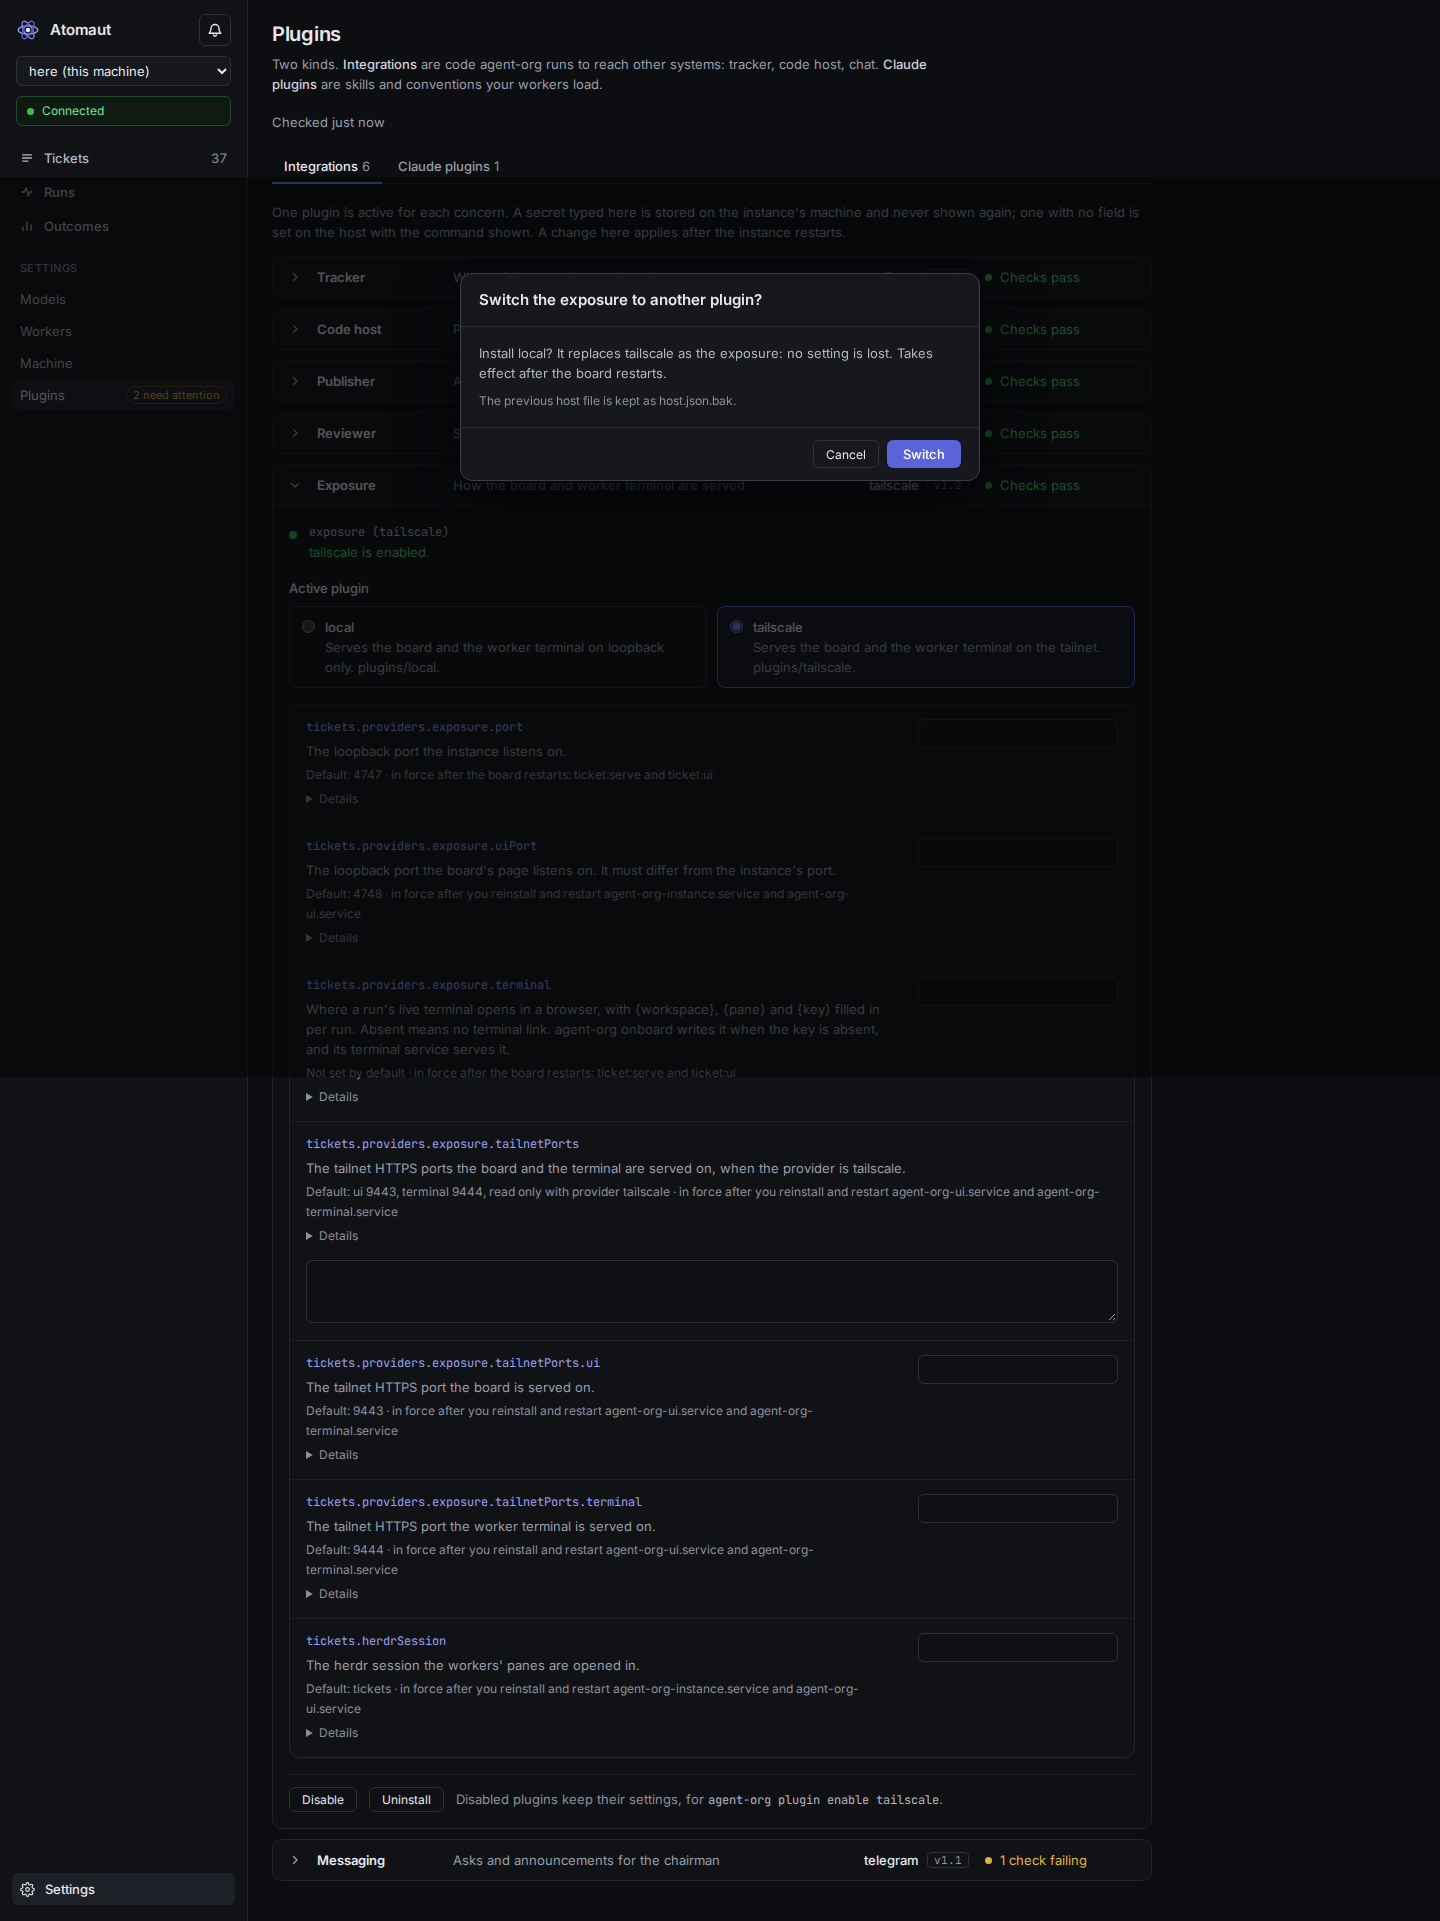 Atomaut
here (this machine)
Connected
Tickets 37
Runs
Outcomes
SETTINGS
Models
Workers
Machine
Plugins 2 need attention
Settings
Plugins
Two kinds. Integrations are code agent-org runs to reach other systems: tracker, code host, chat. Claude
plugins are skills and conventions your workers load.
Checked just now
Integrations 6 Claude plugins 1
One plugin is active for each concern. A secret typed here is stored on the instance's machine and never shown again; one with no field is
set on the host with the command shown. A change here applies after the instance restarts.
Tracker Checks pass
Code host Checks pass
Publisher Checks pass
Reviewer Checks pass
Switch the exposure to another plugin?
Install local? It replaces tailscale as the exposure: no setting is lost. Takes
effect after the board restarts.
The previous host file is kept as host.json.bak.
Cancel Switch
Exposure How the board and worker terminal are served tailscale v1.2 Checks pass
exposure (tailscale)
tailscale is enabled.
Active plugin
local
Serves the board and the worker terminal on loopback
only. plugins/local.
tailscale
Serves the board and the worker terminal on the tailnet.
plugins/tailscale.
tickets.providers.exposure.port
The loopback port the instance listens on.
Default: 4747 · in force after the board restarts: ticket:serve and ticket:ui
Details
tickets.providers.exposure.uiPort
The loopback port the board's page listens on. It must differ from the instance's port.
Default: 4748 · in force after you reinstall and restart agent-org-instance.service and agent-org-
ui.service
Details
tickets.providers.exposure.terminal
Where a run's live terminal opens in a browser, with {workspace}, {pane} and {key} filled in
per run. Absent means no terminal link. agent-org onboard writes it when the key is absent,
and its terminal service serves it.
Not set by default · in force after the board restarts: ticket:serve and ticket:ui
Details
tickets.providers.exposure.tailnetPorts
The tailnet HTTPS ports the board and the terminal are served on, when the provider is tailscale.
Default: ui 9443, terminal 9444, read only with provider tailscale · in force after you reinstall and restart agent-org-ui.service and agent-org-
terminal.service
Details
tickets.providers.exposure.tailnetPorts.ui
The tailnet HTTPS port the board is served on.
Default: 9443 · in force after you reinstall and restart agent-org-ui.service and agent-org-
terminal.service
Details
tickets.providers.exposure.tailnetPorts.terminal
The tailnet HTTPS port the worker terminal is served on.
Default: 9444 · in force after you reinstall and restart agent-org-ui.service and agent-org-
terminal.service
Details
tickets.herdrSession
The herdr session the workers' panes are opened in.
Default: tickets · in force after you reinstall and restart agent-org-instance.service and agent-org-
ui.service
Details
Disable Uninstall Disabled plugins keep their settings, for agent-org plugin enable tailscale.
Messaging Asks and announcements for the chairman telegram v1.1 1 check failing